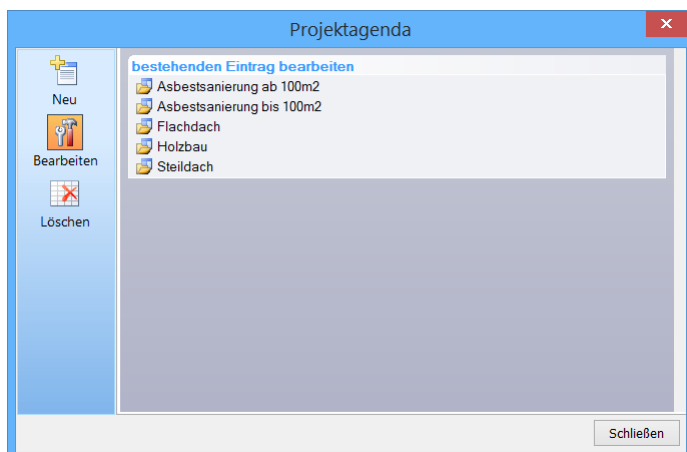 Projektagenda
Neu
Bearbeiten
Löschen
bestehenden Eintrag bearbeiten
Asbestsanierung ab 100m2
Asbestsanierung bis 100m2
Flachdach
Holzbau
Steildach
Schließen